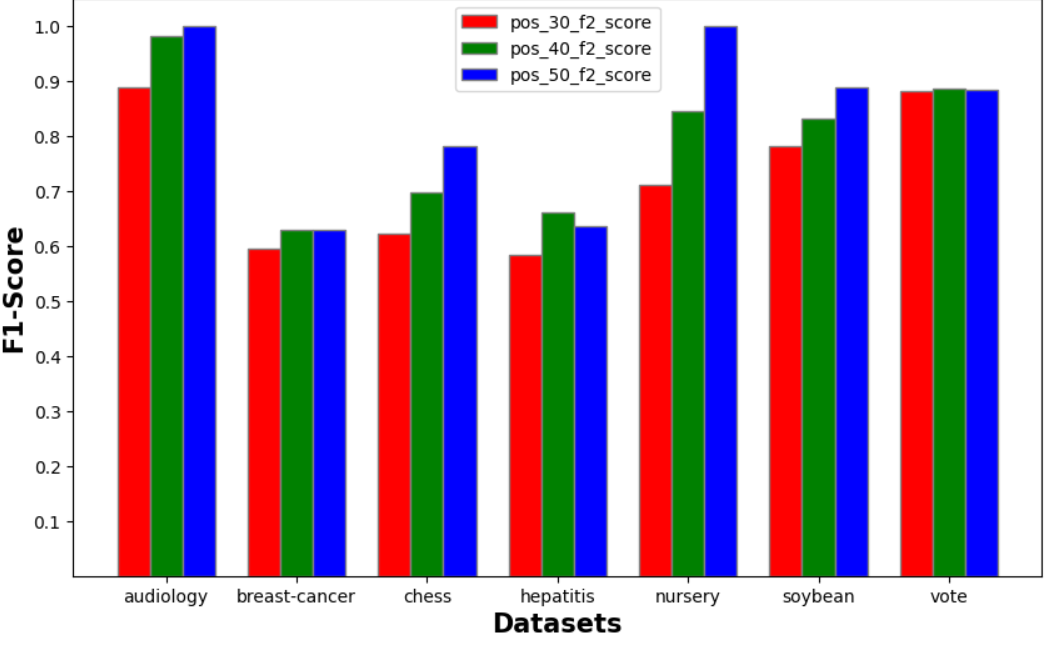 pos_30_f2_score
pos_40_f2_score
pos_50_f2_score
1.0
0.9
0.8
0.7
0.6
0.5
0.4
0.3
0.2
0.1
F1-Score
audiology breast-cancer chess hepatitis nursery soybean vote
Datasets